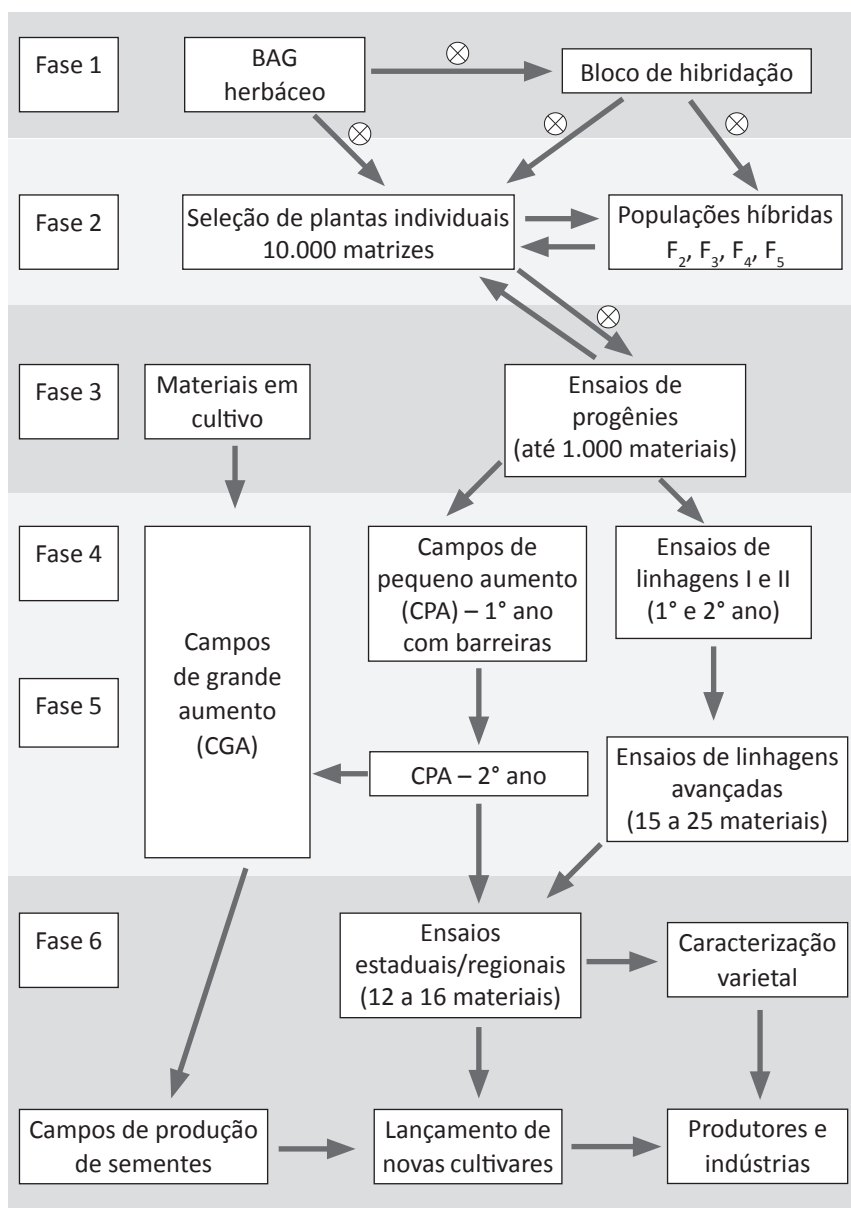 Fase 1
BAG
herbáceo
Bloco de hibridação
Fase 2
Seleção de plantas individuais
10.000 matrizes
Populações híbridas
F₂, F₃, F₄, F₅
Fase 3
Materiais em
cultivo
Ensaios de
progênies
(até 1.000 materiais)
Fase 4
Campos
de grande
aumento
(CGA)
Campos de
pequeno aumento
(CPA) – 1° ano
com barreiras
Ensaios de
linhagens I e II
(1° e 2° ano)
Fase 5
CPA – 2° ano
Ensaios de linhagens
avançadas
(15 a 25 materiais)
Fase 6
Ensaios
estaduais/regionais
(12 a 16 materiais)
Caracterização
varietal
Campos de produção
de sementes
Lançamento de
novas cultivares
Produtores e
indústrias